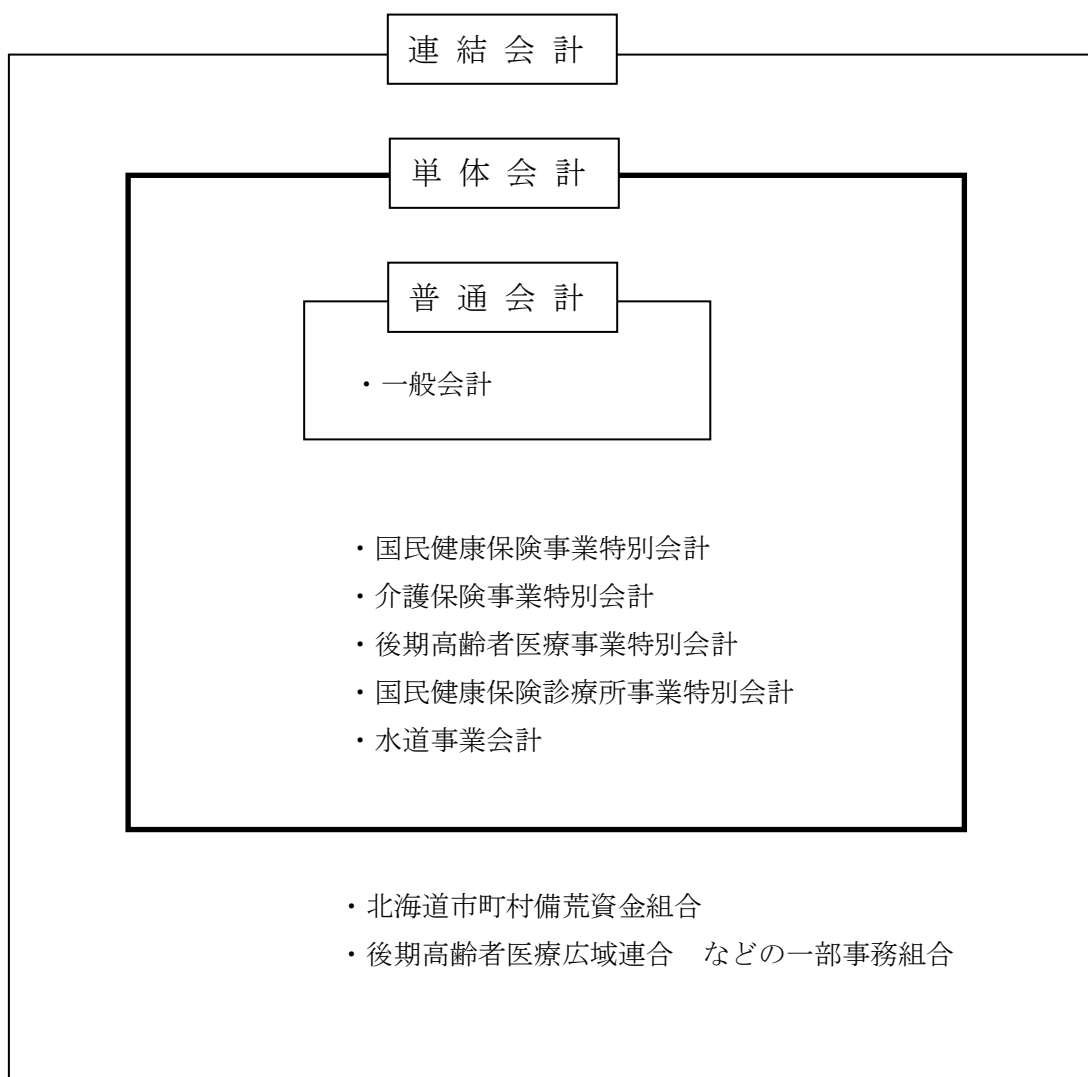 連結会計
単体会計
普通会計
・一般会計
・国民健康保険事業特別会計
・介護保険事業特別会計
・後期高齢者医療事業特別会計
・国民健康保険診療所事業特別会計
・水道事業会計
・北海道市町村備荒資金組合
・後期高齢者医療広域連合　などの一部事務組合